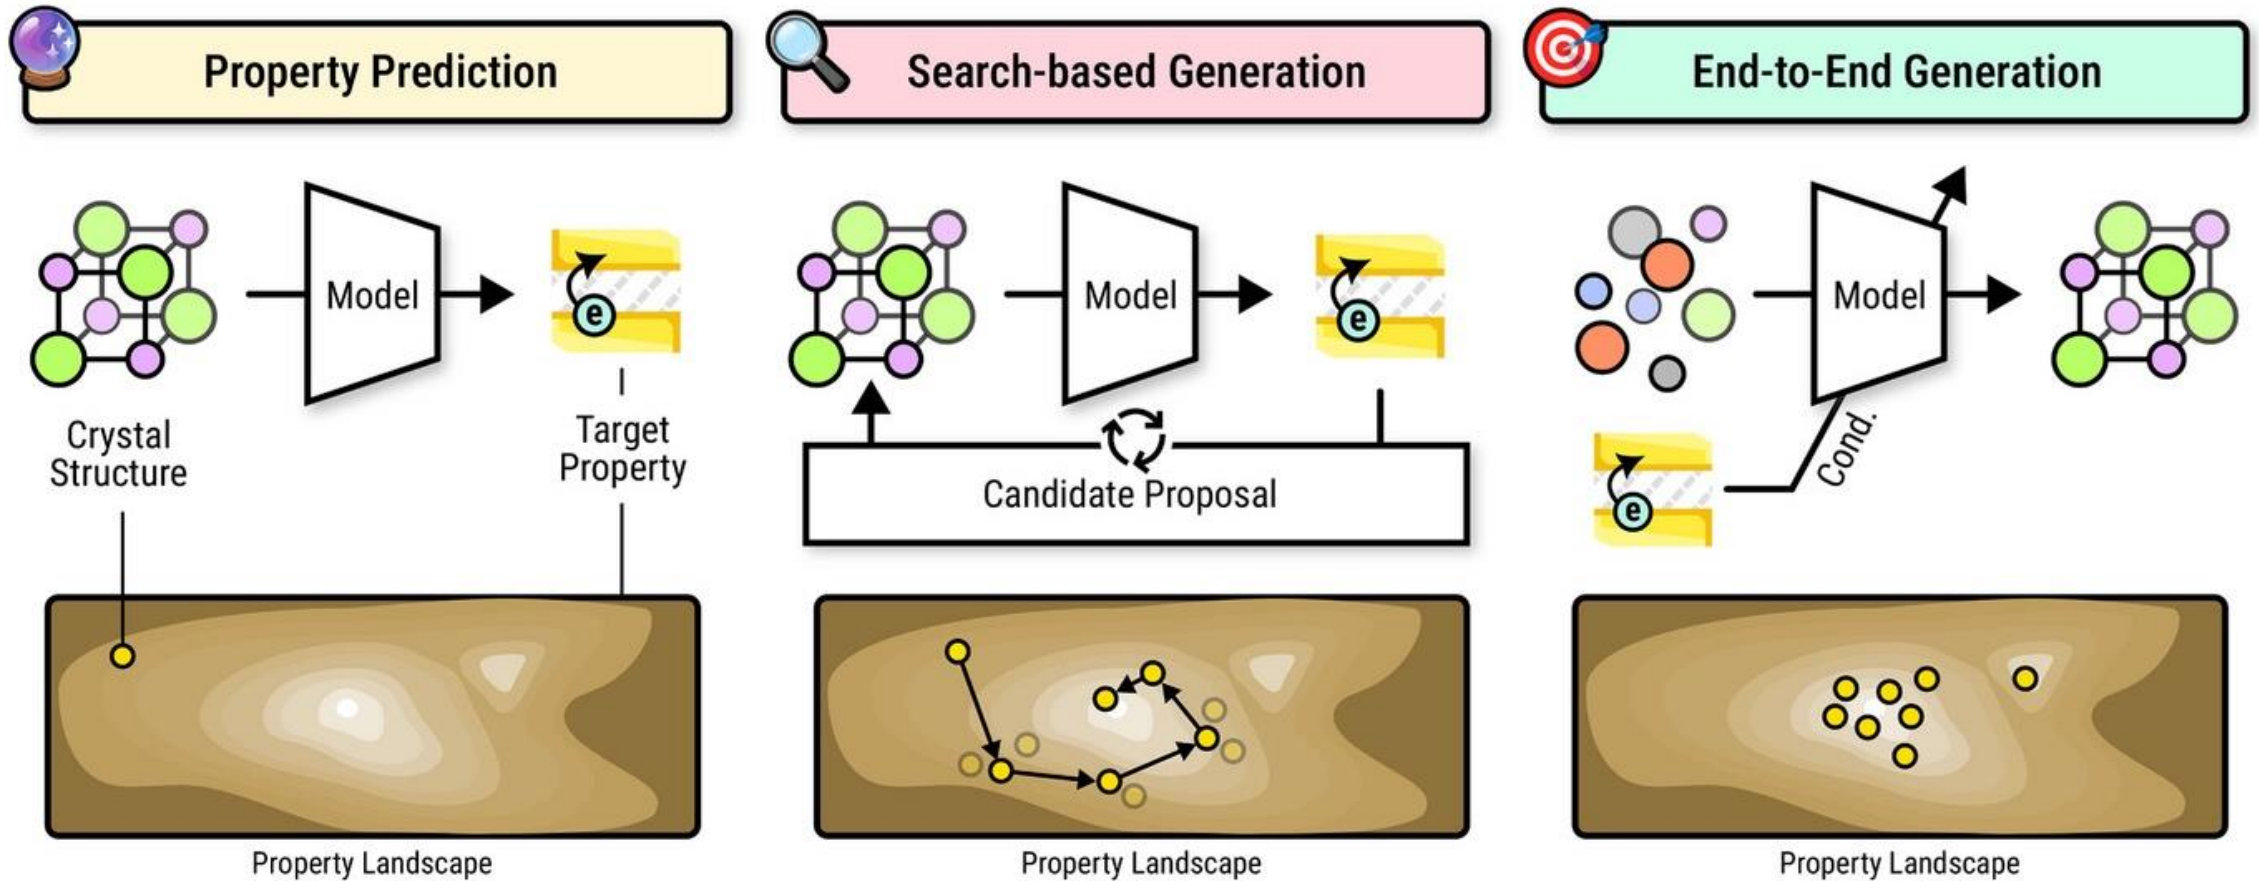 Property Prediction
Model
e
Crystal
Structure
Target
Property
Property Landscape
Search-based Generation
Model
e
Candidate Proposal
Property Landscape
End-to-End Generation
Model
e
Cond.
Property Landscape